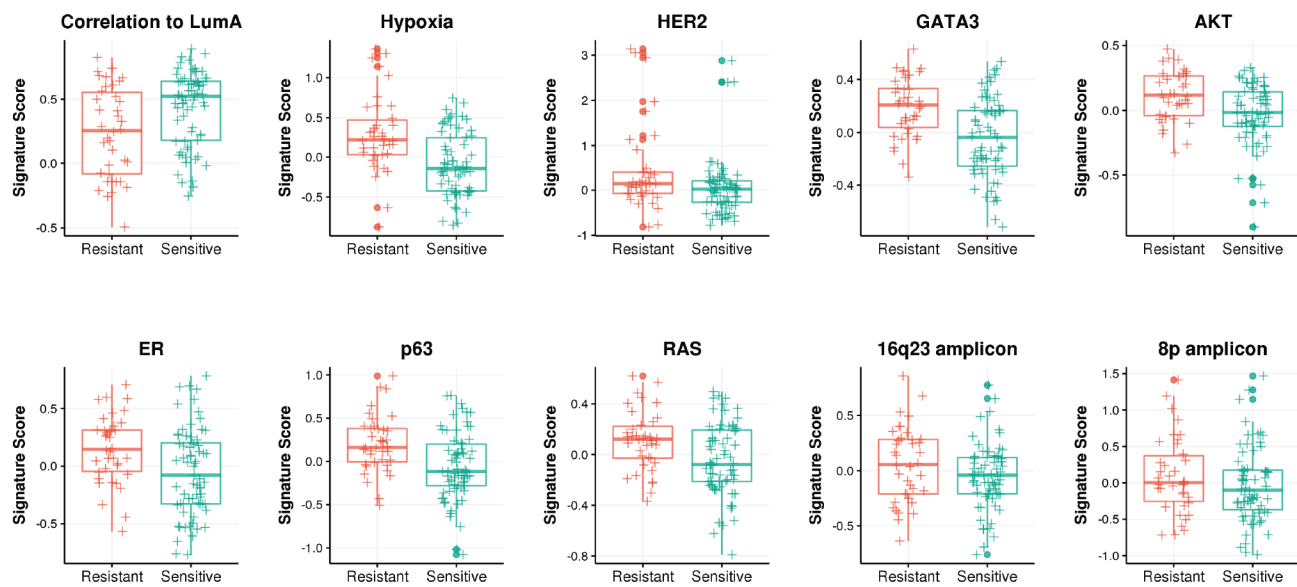 Correlation to LumA
Signature Score
0.5
0.0
-0.5
Resistant Sensitive
Hypoxia
Signature Score
1.0
0.5
0.0
-0.5
Resistant Sensitive
HER2
Signature Score
3
2
1
0
-1
Resistant Sensitive
GATA3
Signature Score
0.4
0.0
-0.4
Resistant Sensitive
AKT
Signature Score
0.5
0.0
-0.5
Resistant Sensitive
ER
Signature Score
0.5
0.0
-0.5
Resistant Sensitive
p63
Signature Score
1.0
0.5
0.0
-0.5
-1.0
Resistant Sensitive
RAS
Signature Score
0.4
0.0
-0.4
-0.8
Resistant Sensitive
16q23 amplicon
Signature Score
0.5
0.0
-0.5
Resistant Sensitive
8p amplicon
Signature Score
1.5
1.0
0.5
0.0
-0.5
-1.0
Resistant Sensitive